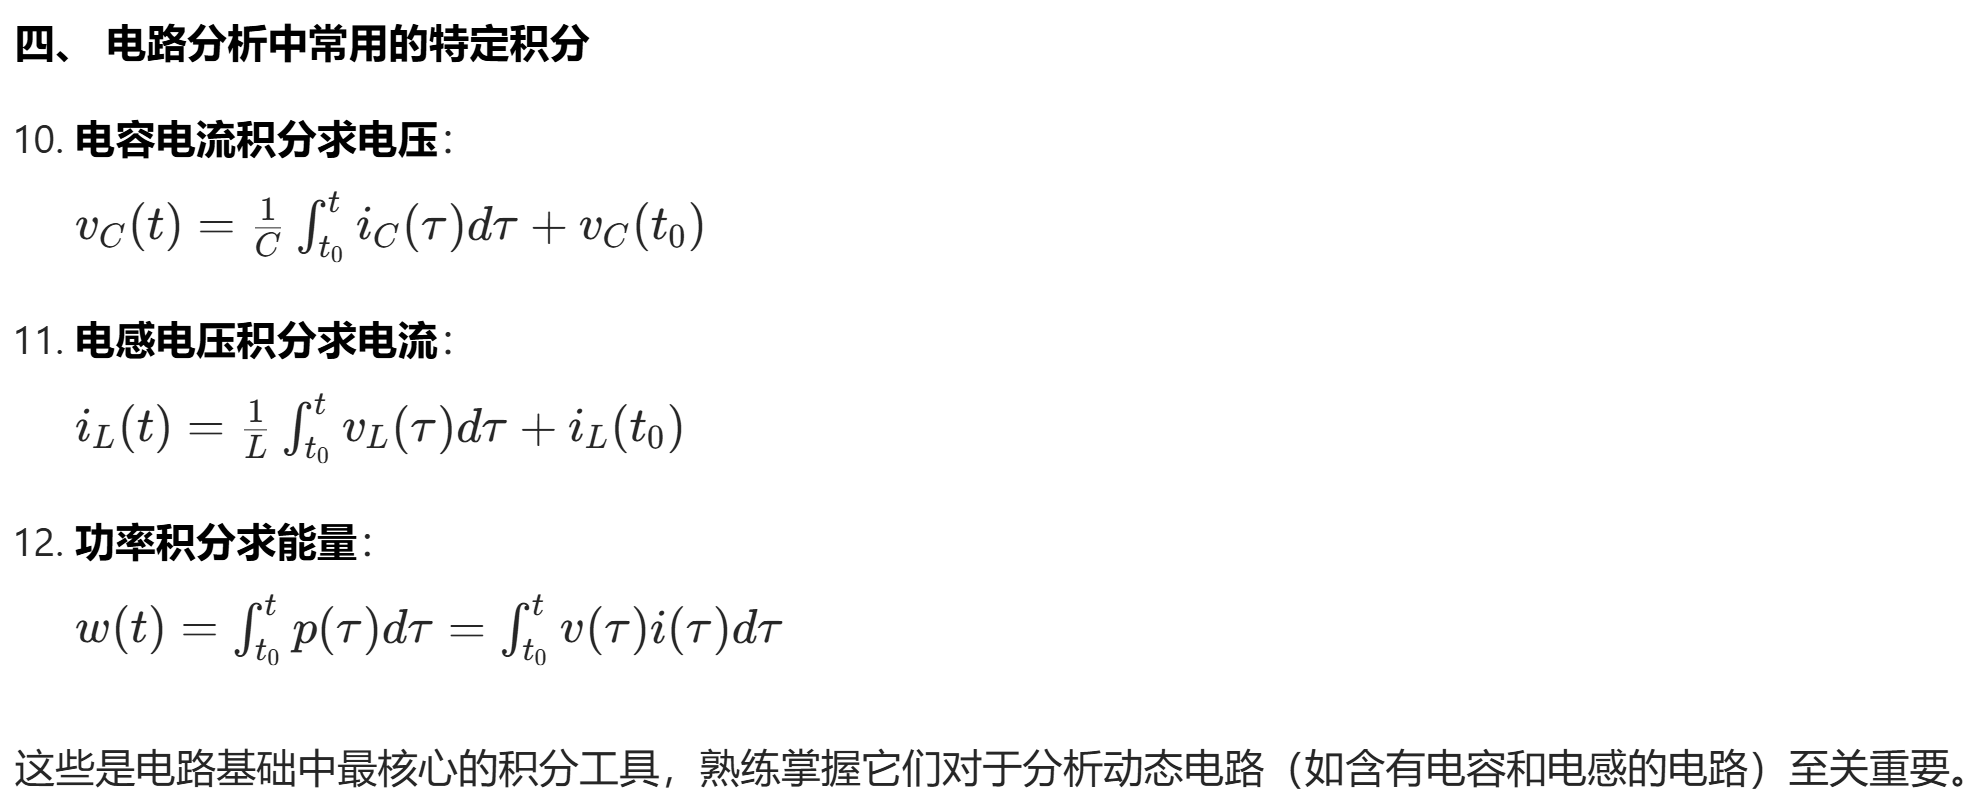 四、 电路分析中常用的特定积分
10. 电容电流积分求电压：
$v_C(t) = \frac{1}{C} \int_{t_0}^{t} i_C(\tau)d\tau + v_C(t_0)$
11. 电感电压积分求电流：
$i_L(t) = \frac{1}{L} \int_{t_0}^{t} v_L(\tau)d\tau + i_L(t_0)$
12. 功率积分求能量：
$w(t) = \int_{t_0}^{t} p(\tau)d\tau = \int_{t_0}^{t} v(\tau)i(\tau)d\tau$
这些是电路基础中最核心的积分工具，熟练掌握它们对于分析动态电路（如含有电容和电感的电路）至关重要。